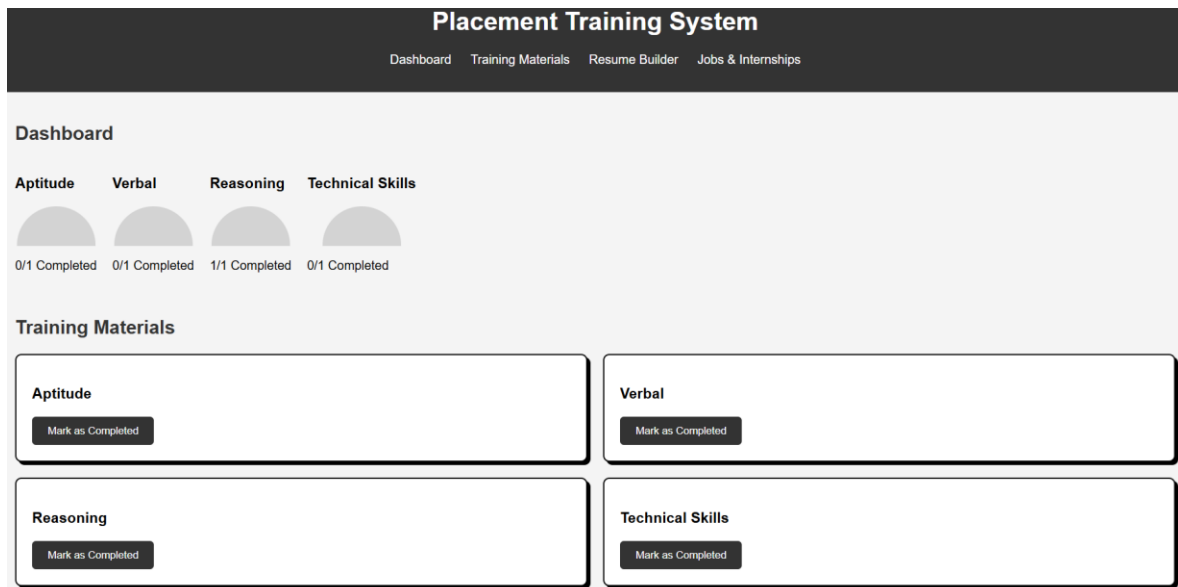 Placement Training System
Dashboard Training Materials Resume Builder Jobs & Internships
Dashboard
Aptitude Verbal Reasoning Technical Skills
0/1 Completed 0/1 Completed 1/1 Completed 0/1 Completed
Training Materials
Aptitude Verbal
Mark as Completed Mark as Completed
Reasoning Technical Skills
Mark as Completed Mark as Completed